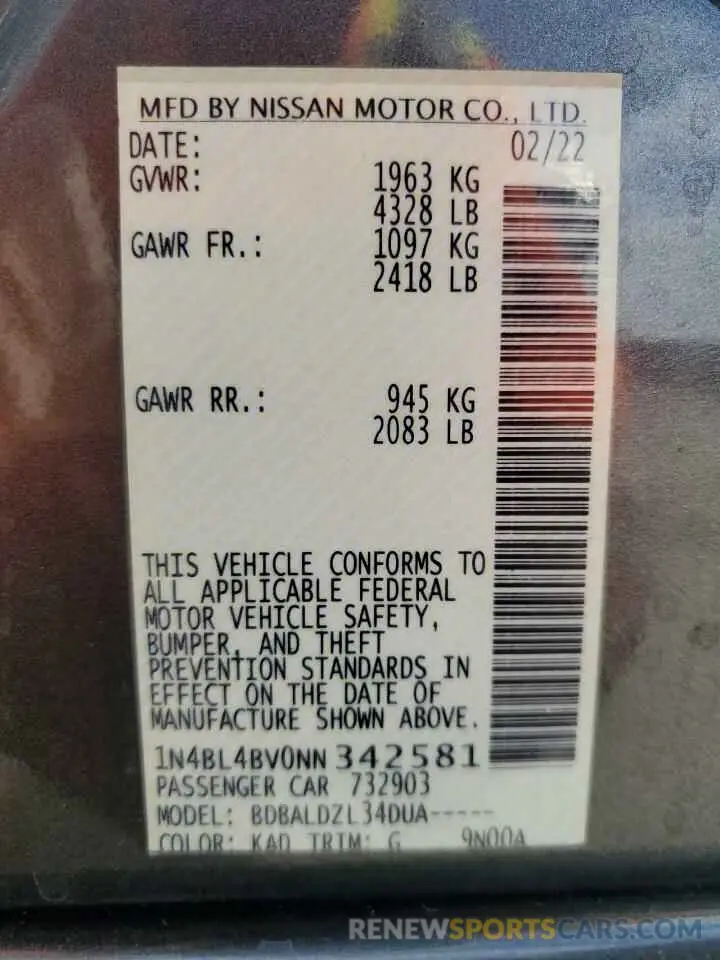 MFD BY NISSAN MOTOR CO., LTD.
DATE: 02/22
GVWR: 1963 KG
4328 LB
GAWR FR.: 1097 KG
2418 LB
GAWR RR.: 945 KG
2083 LB
THIS VEHICLE CONFORMS TO
ALL APPLICABLE FEDERAL
MOTOR VEHICLE SAFETY,
BUMPER, AND THEFT
PREVENTION STANDARDS IN
EFFECT ON THE DATE OF
MANUFACTURE SHOWN ABOVE.
1N4BL4BV0NN342581
PASSENGER CAR 732903
MODEL: BDBALDZL34DUA-----
COLOR: KAD TRIM: G 9N00A
RENEWSPORTSCARS.COM